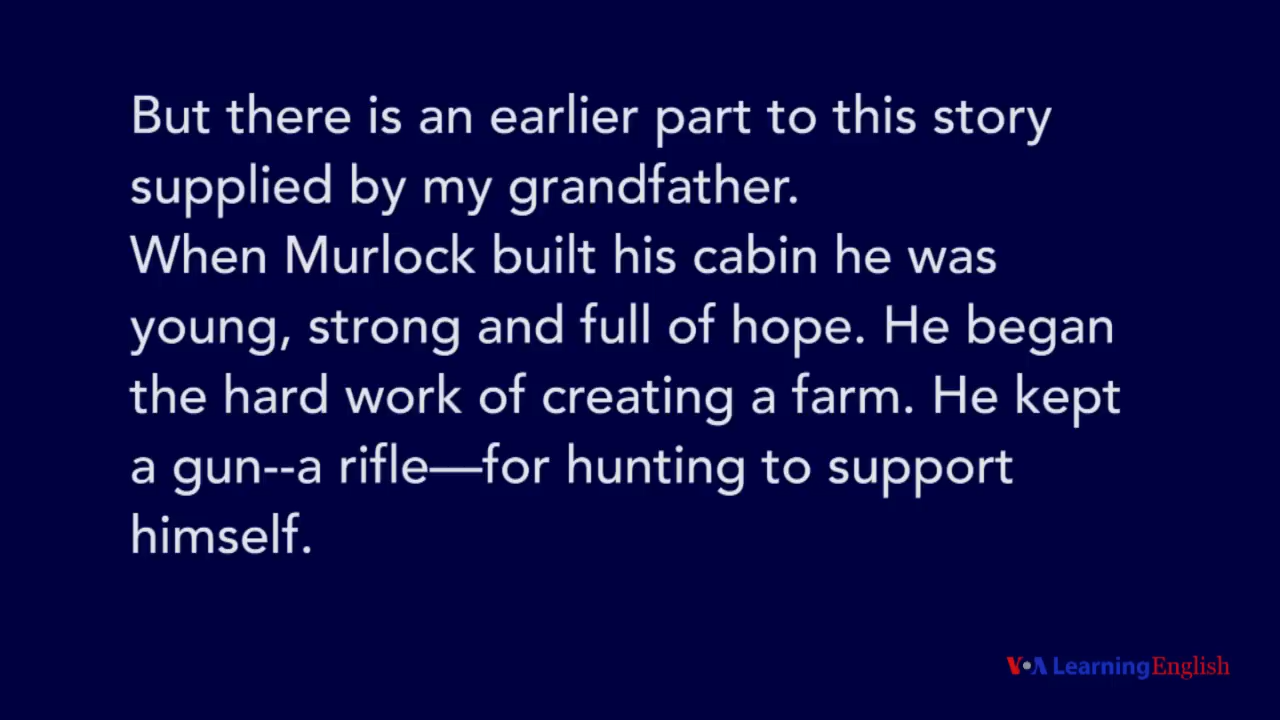 But there is an earlier part to this story
supplied by my grandfather.
When Murlock built his cabin he was
young, strong and full of hope. He began
the hard work of creating a farm. He kept
a gun--a rifle—for hunting to support
himself.
VOA Learning English